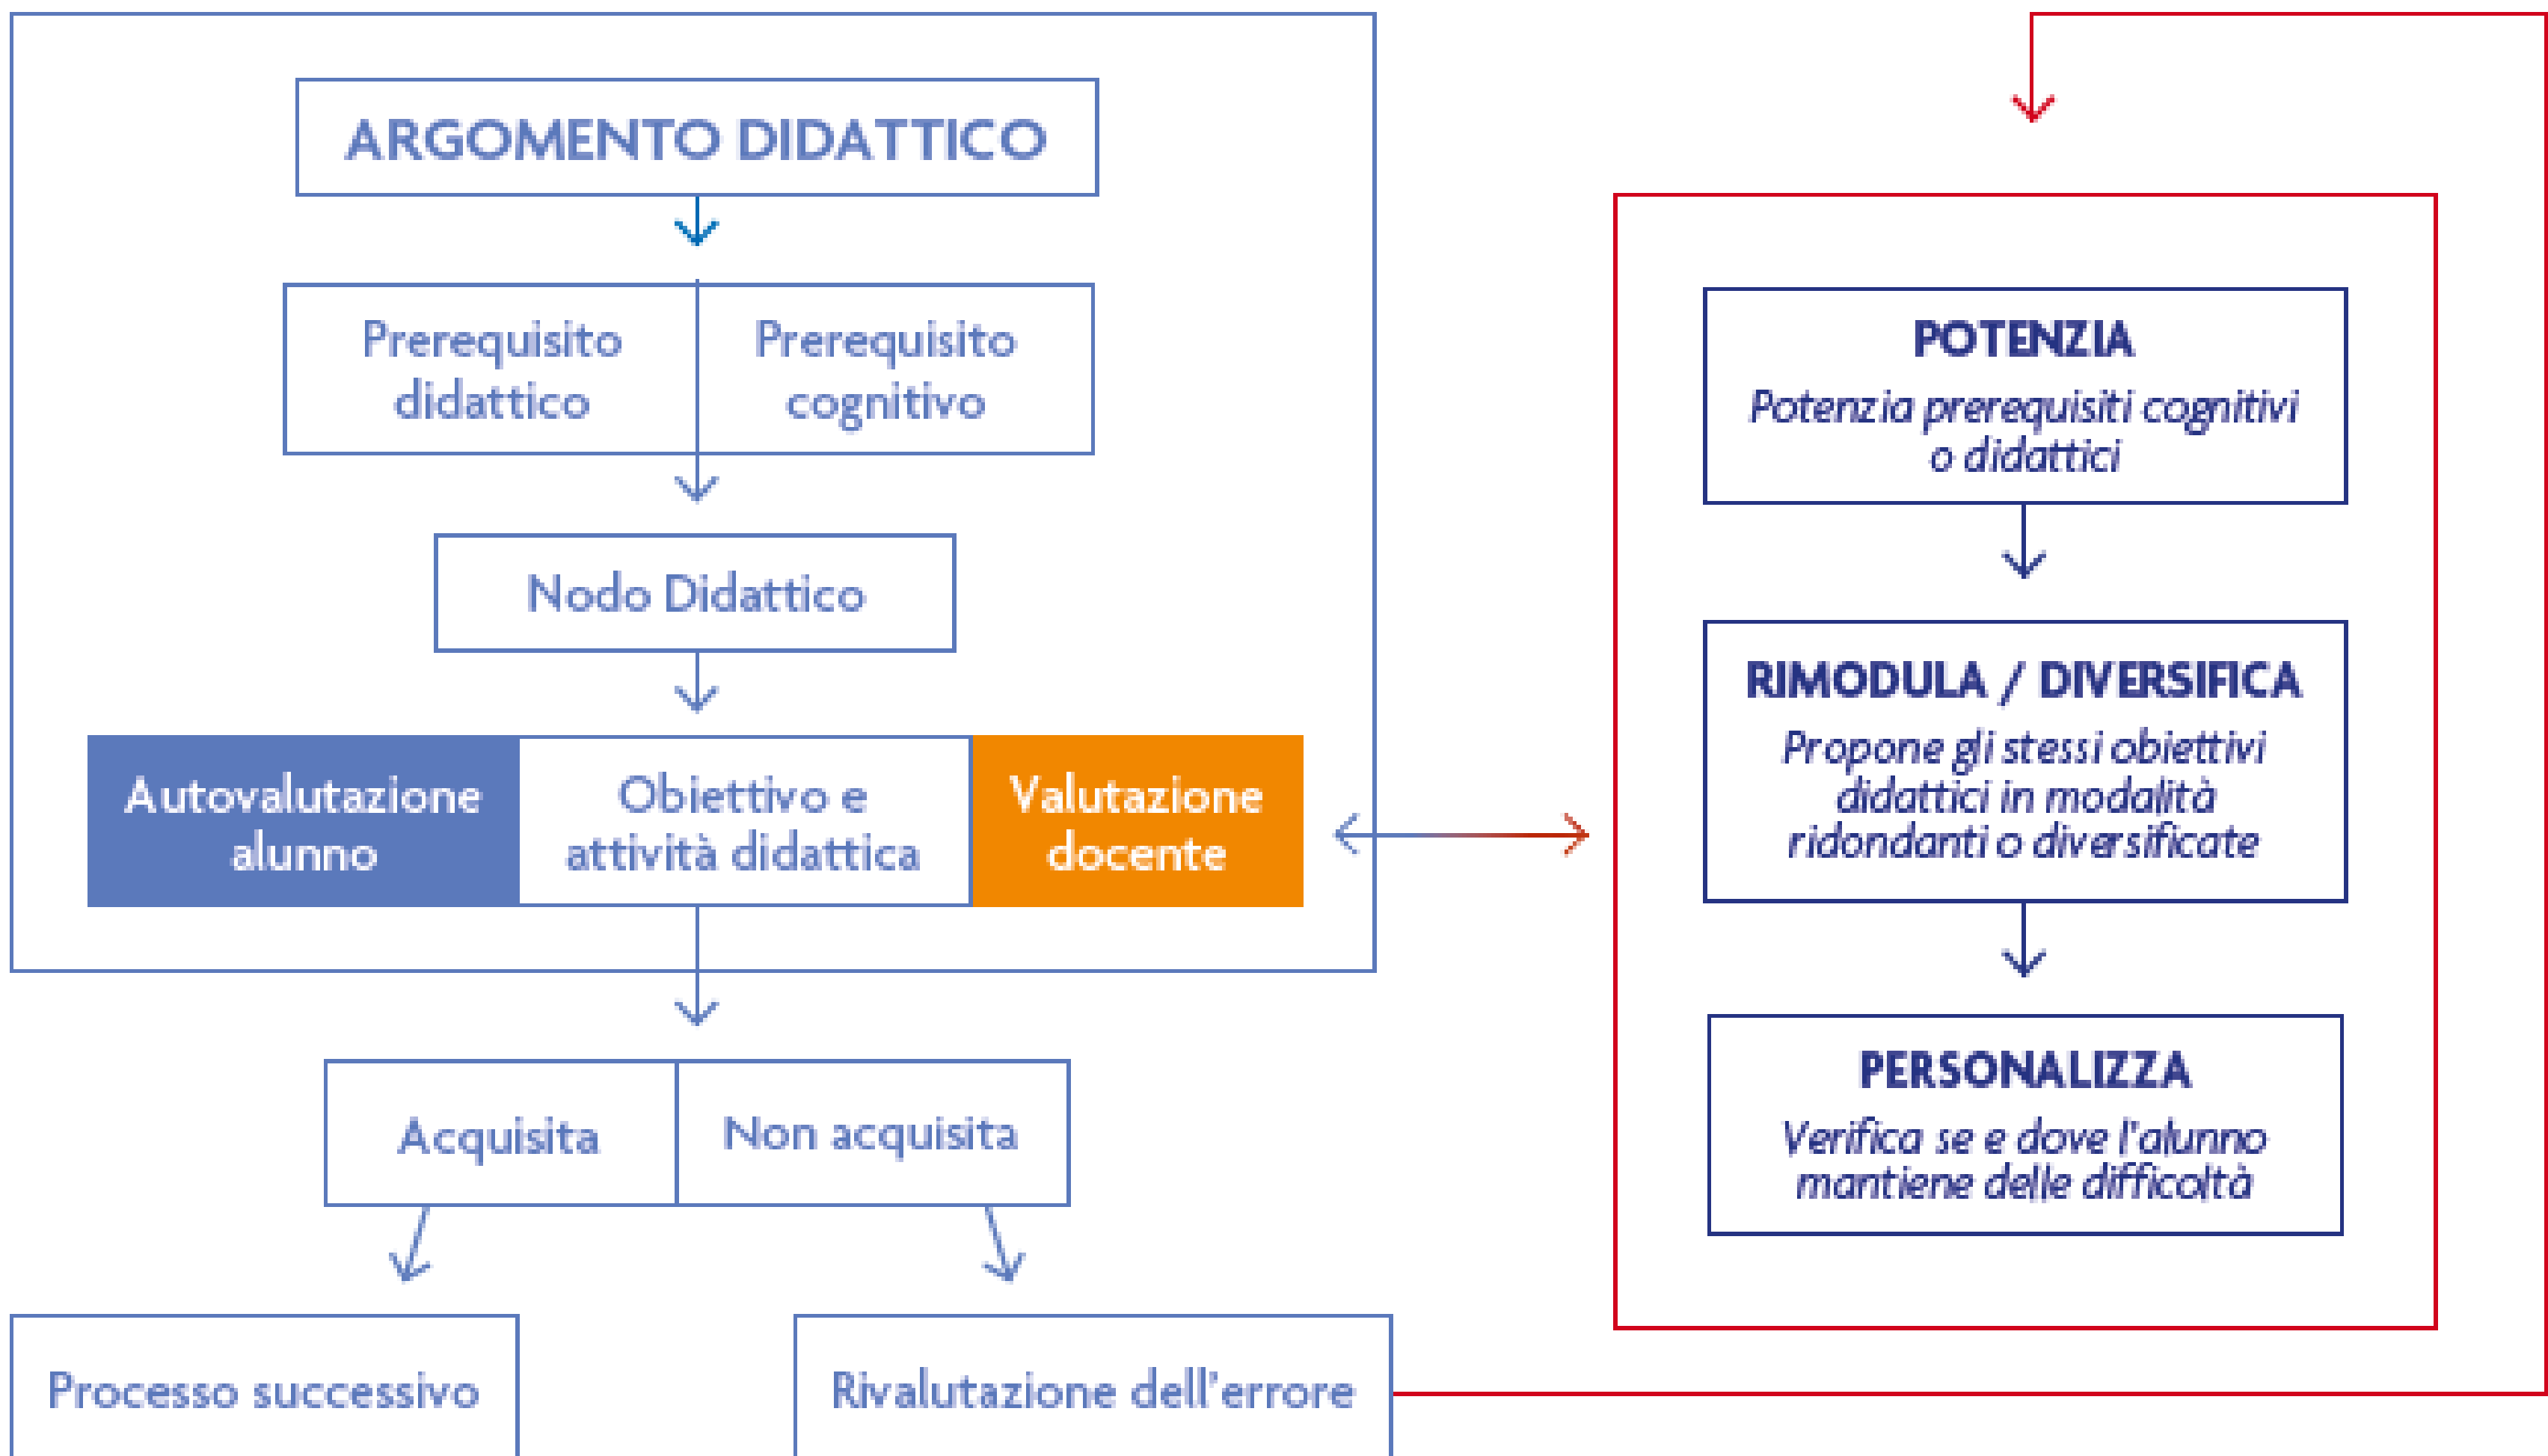 ARGOMENTO DIDATTICO
Prerequisito
didattico
Prerequisito
cognitivo
Nodo Didattico
Autovalutazione
alunno
Obiettivo e
attività didattica
Valutazione
docente
Acquisita
Non acquisita
Processo successivo
Rivalutazione dell'errore
POTENZIA
Potenzia prerequisiti cognitivi
o didattici
RIMODULA / DIVERSIFICA
Propone gli stessi obiettivi
didattici in modalità
ridondanti o diversificate
PERSONALIZZA
Verifica se e dove l'alunno
mantiene delle difficoltà